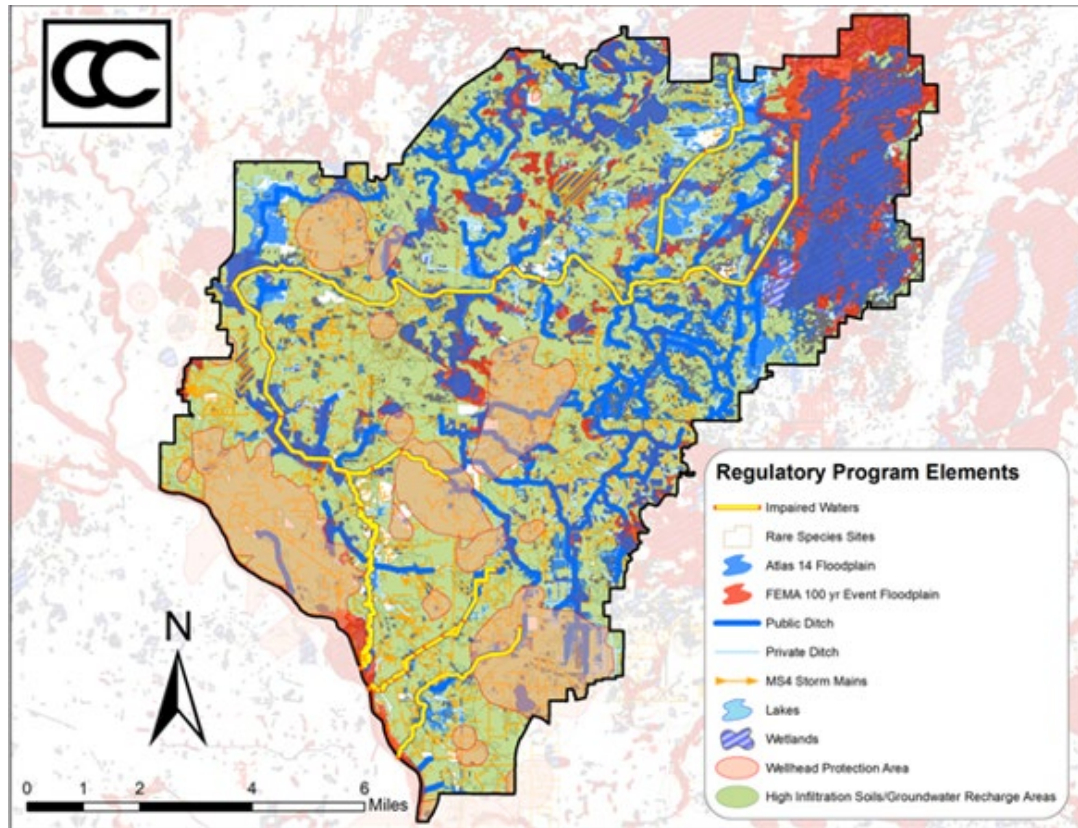 CC
N
0 2 4 6
Miles
Regulatory Program Elements
Impaired Waters
Rare Species Sites
Atlas 14 Floodplain
FEMA 100 yr Event Floodplain
Public Ditch
Private Ditch
MS4 Storm Mains
Lakes
Wetlands
Wellhead Protection Area
High Infiltration Soils/Groundwater Recharge Areas